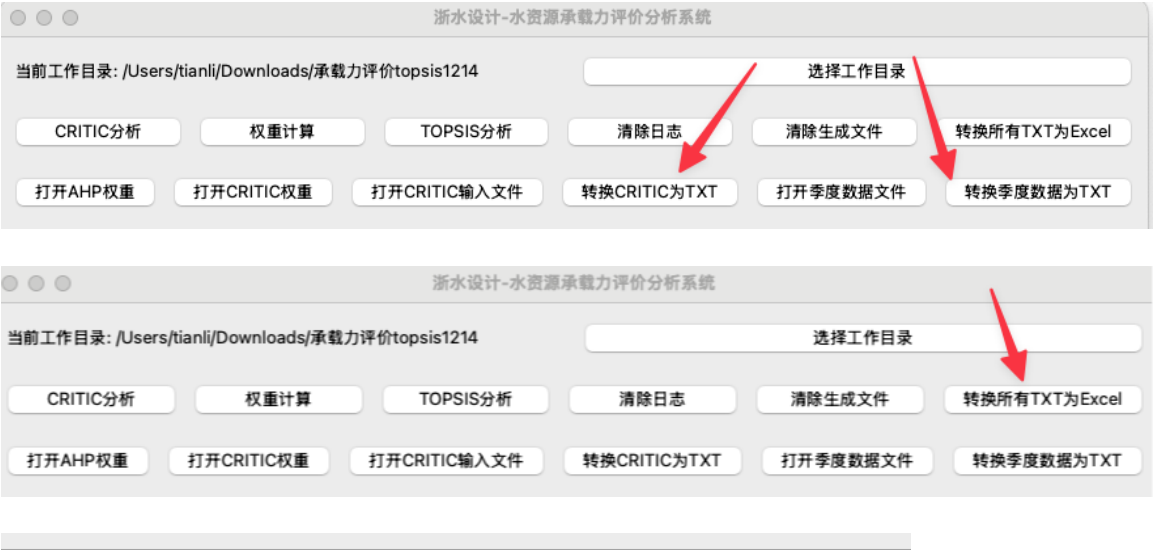 浙水设计-水资源承载力评价分析系统
当前工作目录: /Users/tianli/Downloads/承载力评价topsis1214 选择工作目录
CRITIC分析 权重计算 TOPSIS分析 清除日志 清除生成文件 转换所有TXT为Excel
打开AHP权重 打开CRITIC权重 打开CRITIC输入文件 转换CRITIC为TXT 打开季度数据文件 转换季度数据为TXT
浙水设计-水资源承载力评价分析系统
当前工作目录: /Users/tianli/Downloads/承载力评价topsis1214 选择工作目录
CRITIC分析 权重计算 TOPSIS分析 清除日志 清除生成文件 转换所有TXT为Excel
打开AHP权重 打开CRITIC权重 打开CRITIC输入文件 转换CRITIC为TXT 打开季度数据文件 转换季度数据为TXT